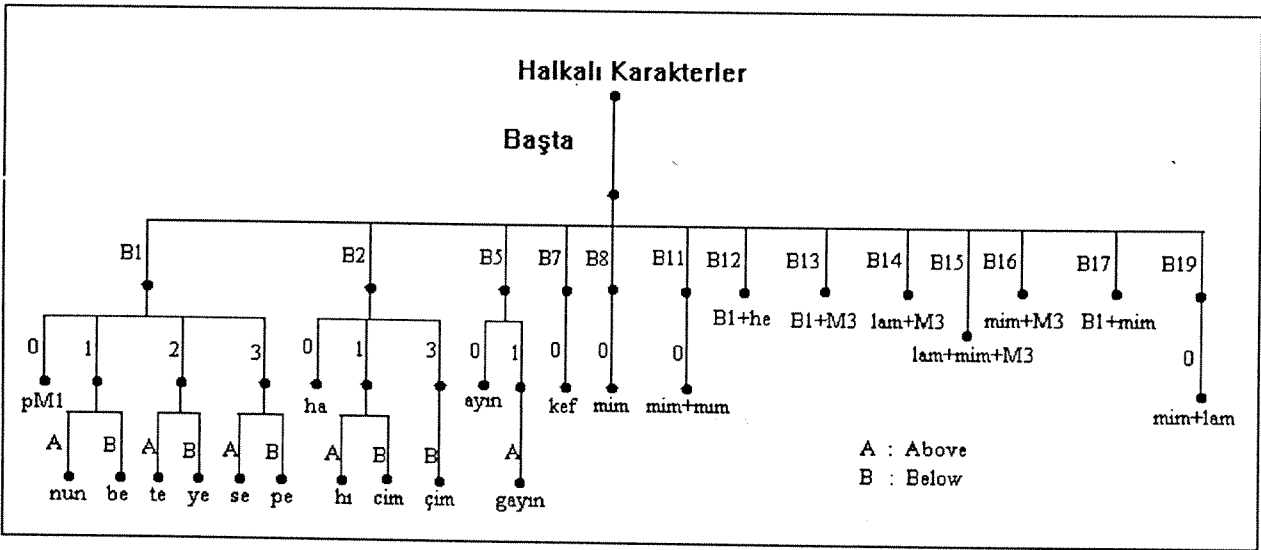 Halkalı Karakterler
Başta
B1 B2 B5 B7 B8 B11 B12 B13 B14 B15 B16 B17 B19
B1+he B1+M3 lam+M3 mim+M3 B1+mim
lam+mim+M3
0 1 2 3 0 1 3 0 1 0 0 0 0
pM1 ha ayın kef mim mim+mım
mim+lam
A B A B A B A B B A
A : Above
B : Below
nun be te ye se pe hı cim çim gayın